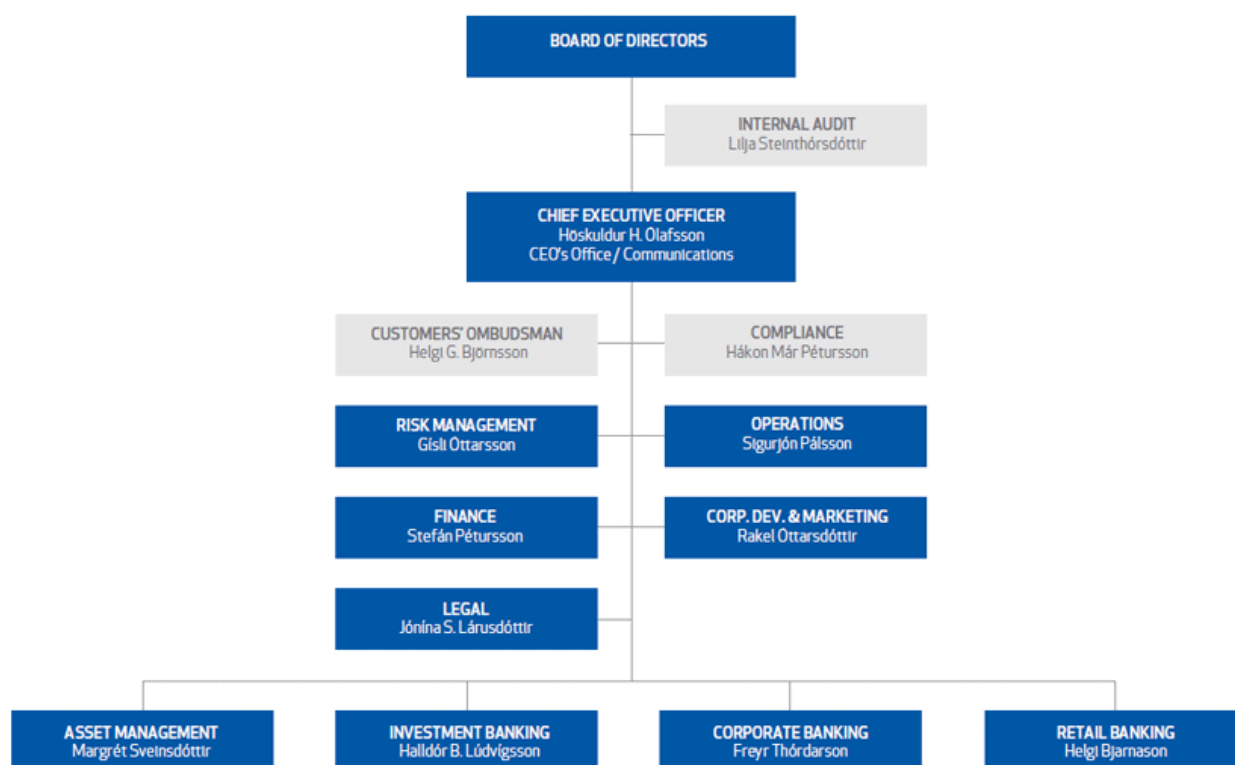 BOARD OF DIRECTORS
INTERNAL AUDIT
Lilja Steinthórsdóttir
CHIEF EXECUTIVE OFFICER
Höskuldur H. Ólafsson
CEO's Office / Communications
CUSTOMERS' OMBUDSMAN
Helgi G. Björnsson
COMPLIANCE
Hákon Már Pétursson
RISK MANAGEMENT
Gísli Óttarsson
OPERATIONS
Sigurjón Pálsson
FINANCE
Stefán Pétursson
CORP. DEV. & MARKETING
Rakel Óttarsdóttir
LEGAL
Jónína S. Lárusdóttir
ASSET MANAGEMENT
Margrét Sveinsdóttir
INVESTMENT BANKING
Halldór B. Lúdvígsson
CORPORATE BANKING
Freyr Thórdarson
RETAIL BANKING
Helgi Bjarnason